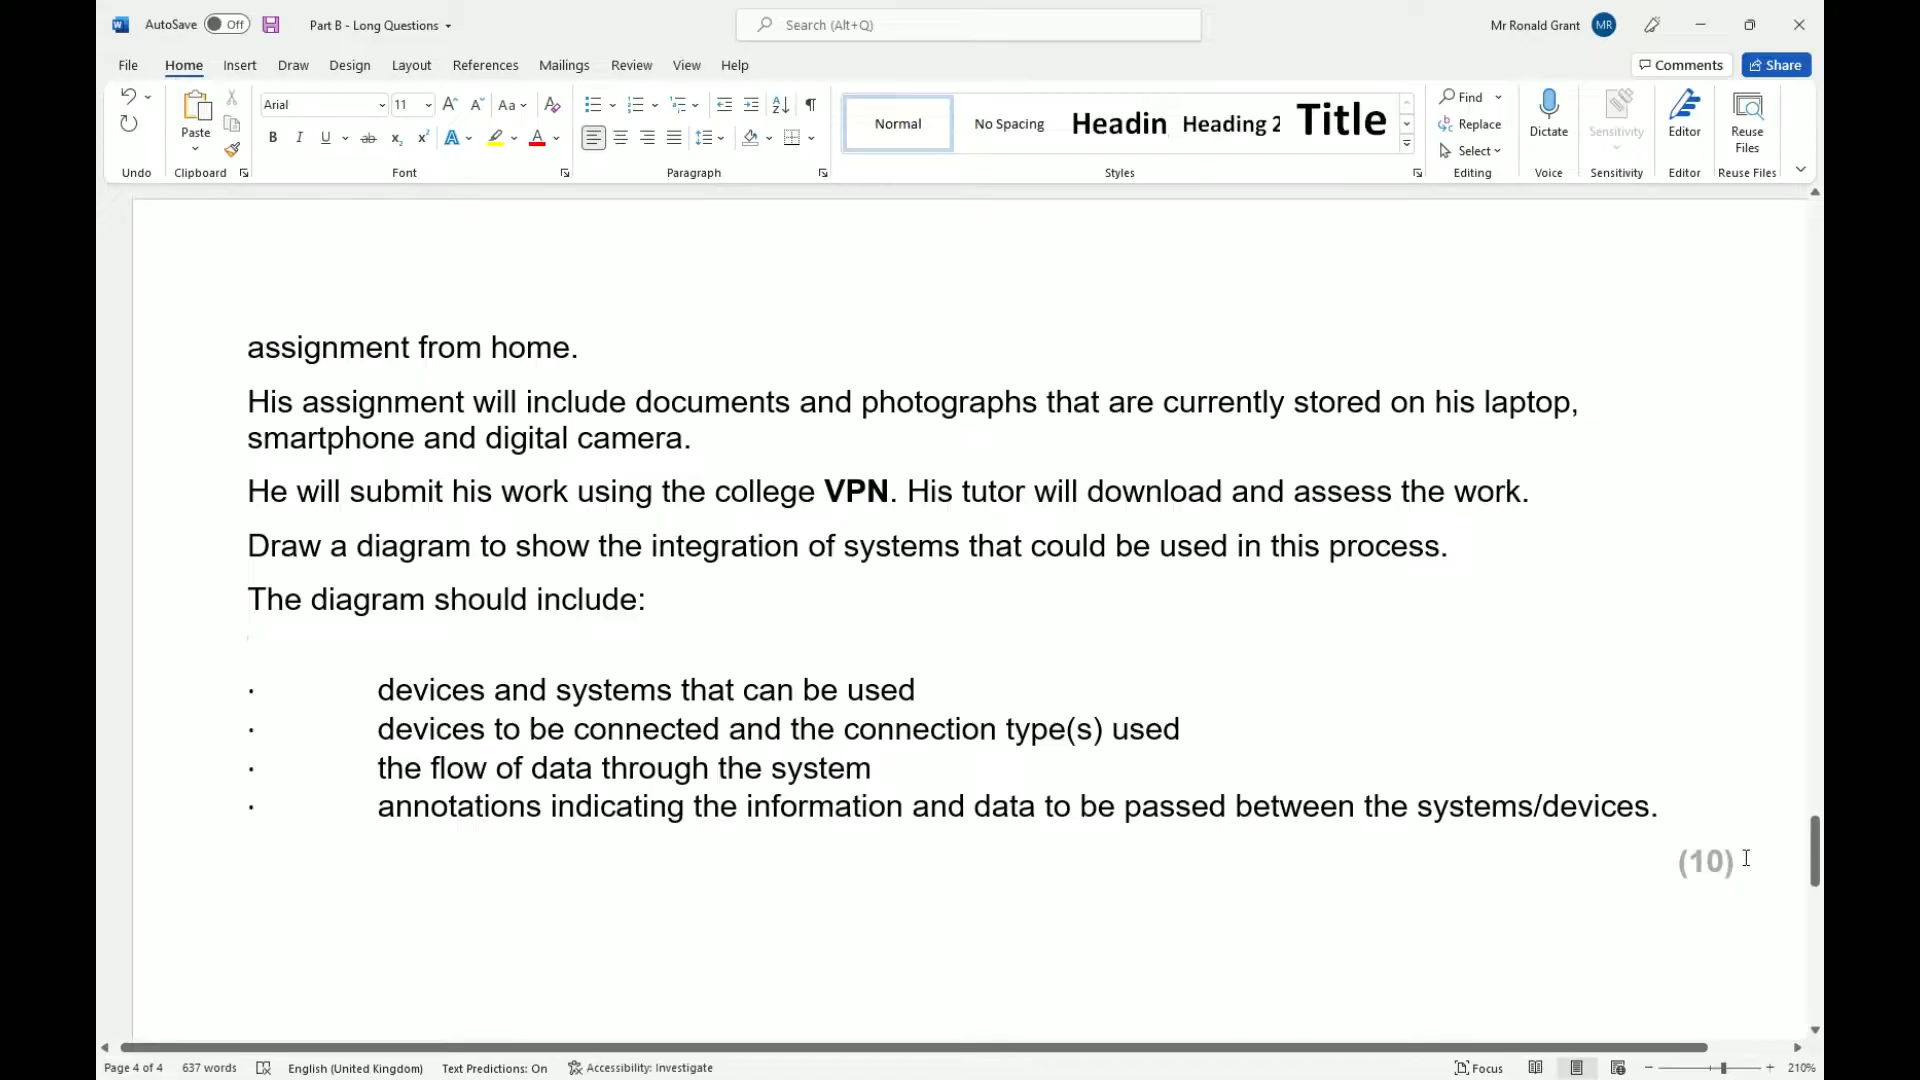 AutoSave Off Part B - Long Questions Search (Alt+Q) Mr Ronald Grant MR
File Home Insert Draw Design Layout References Mailings Review View Help Comments Share
Arial 11 Aa Find
Paste Normal No Spacing Headin Heading 2 Title Replace Dictate Sensitivity Editor Reuse Files
B I U ab x₂ x² A A Select
Undo Clipboard Font Paragraph Styles Editing Voice Sensitivity Editor Reuse Files
assignment from home.
His assignment will include documents and photographs that are currently stored on his laptop,
smartphone and digital camera.
He will submit his work using the college VPN. His tutor will download and assess the work.
Draw a diagram to show the integration of systems that could be used in this process.
The diagram should include:
· devices and systems that can be used
· devices to be connected and the connection type(s) used
· the flow of data through the system
· annotations indicating the information and data to be passed between the systems/devices.
(10)
Page 4 of 4 637 words English (United Kingdom) Text Predictions: On Accessibility: Investigate Focus 210%